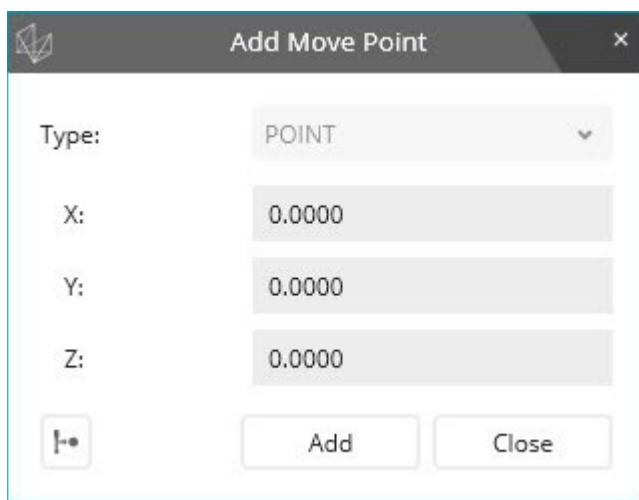 Add Move Point
Type: POINT
X: 0.0000
Y: 0.0000
Z: 0.0000
Add Close